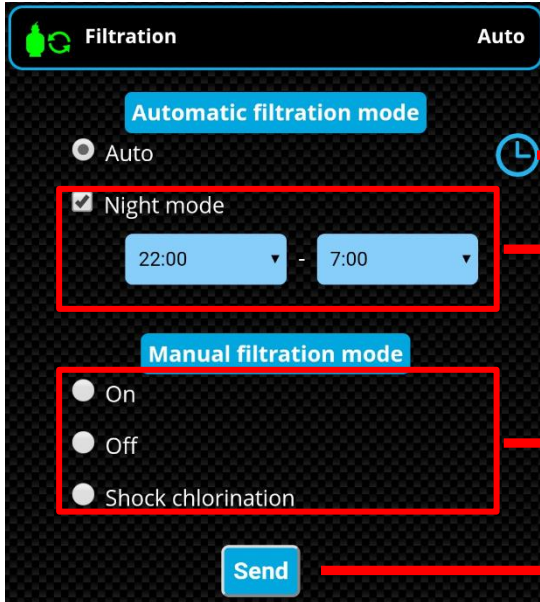 Filtration Auto
Automatic filtration mode
Auto
Night mode
22:00 - 7:00
Manual filtration mode
On
Off
Shock chlorination
Send